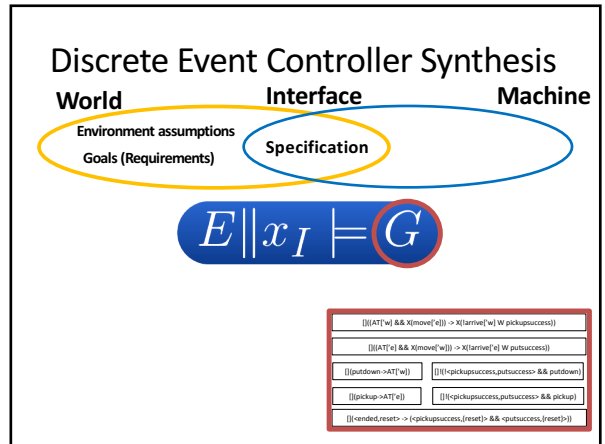 Discrete Event Controller Synthesis
World Interface Machine
Environment assumptions
Goals (Requirements)
Specification
E||x_I ⊨ G
[]((AT['w] && X(move['e])) -> X(!arrive['w] W pickupsuccess))
[]((AT['e] && X(move['w])) -> X(!arrive['e] W putsuccess))
[](putdown->AT['w]) []!(!<pickupsuccess,putsuccess> && putdown)
[](pickup->AT['e]) []!(<pickupsuccess,putsuccess> && pickup)
[](<ended,reset> -> (<pickupsuccess,{reset}> && <putsuccess,{reset}>))